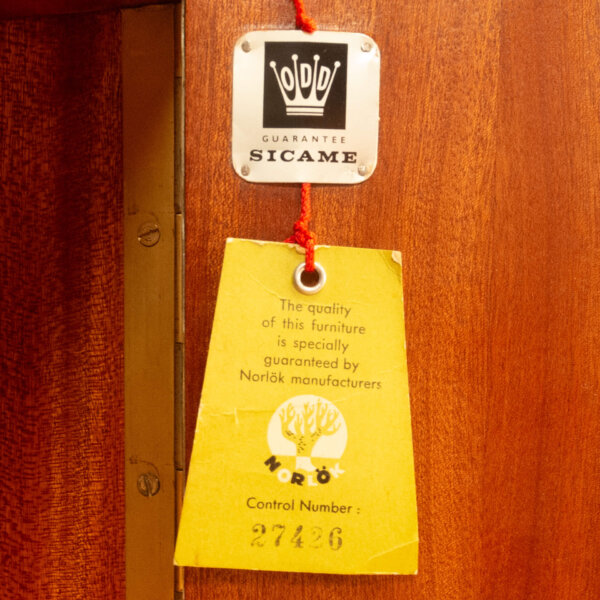 ODD
GUARANTEE
SICAME
The quality
of this furniture
is specially
guaranteed by
Norlök manufacturers
NORLÖK
Control Number :
27426